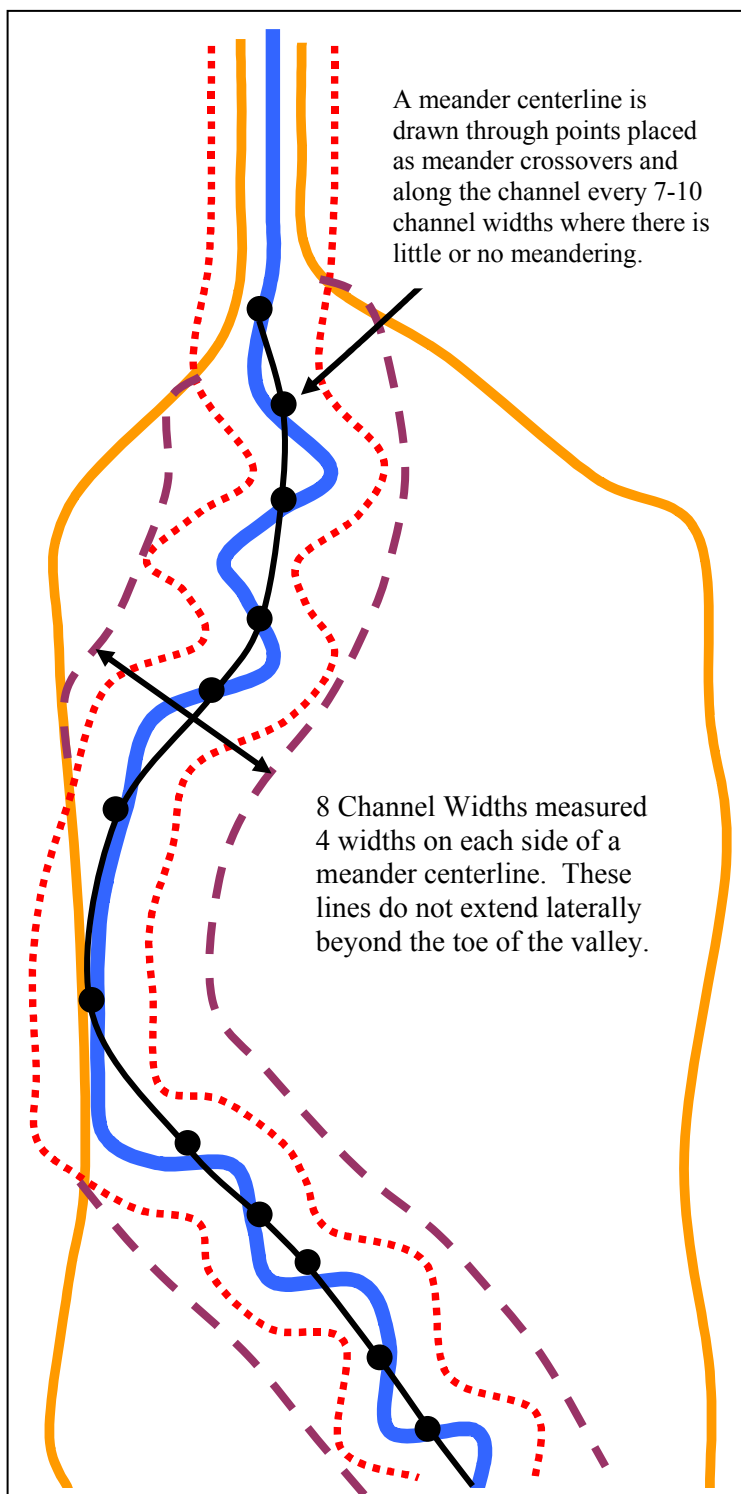 A meander centerline is
drawn through points placed
as meander crossovers and
along the channel every 7-10
channel widths where there is
little or no meandering.
8 Channel Widths measured
4 widths on each side of a
meander centerline.  These
lines do not extend laterally
beyond the toe of the valley.